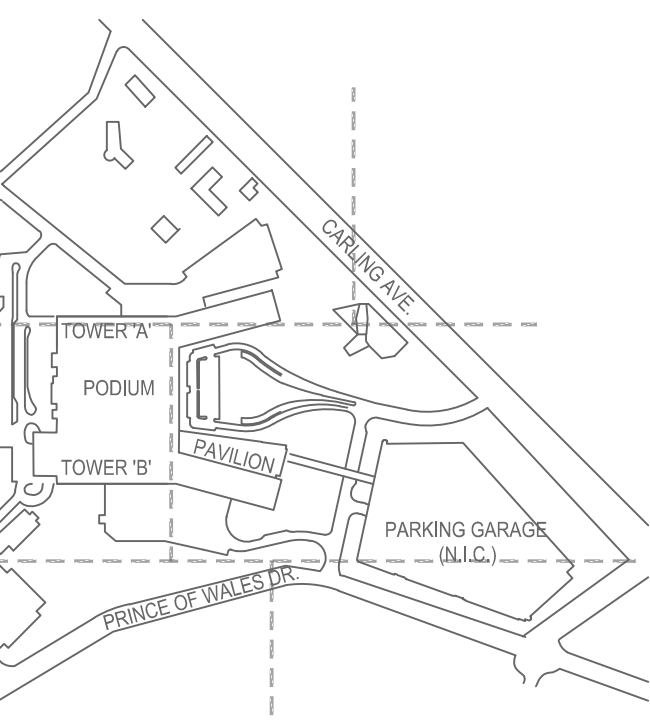 CARLING AVE.
TOWER 'A'
PODIUM
PAVILION
TOWER 'B'
PARKING GARAGE
(N.I.C.)
PRINCE OF WALES DR.